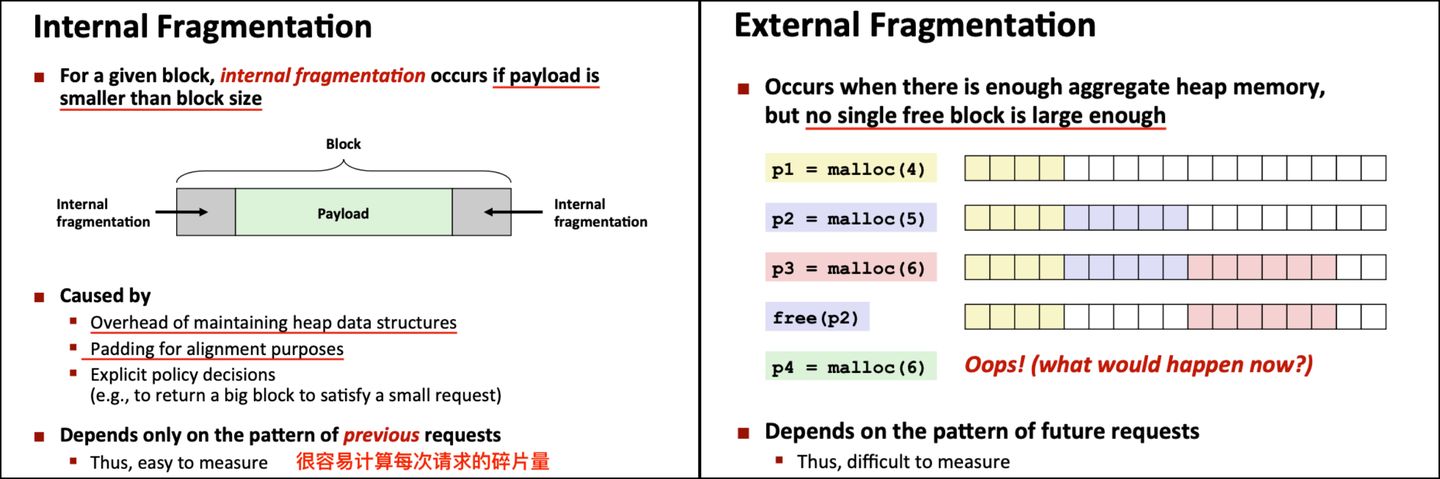 Internal Fragmentation
■ For a given block, internal fragmentation occurs if payload is
smaller than block size
Block
Internal
fragmentation
Payload
Internal
fragmentation
■ Caused by
▪ Overhead of maintaining heap data structures
▪ Padding for alignment purposes
▪ Explicit policy decisions
(e.g., to return a big block to satisfy a small request)
■ Depends only on the pattern of previous requests
▪ Thus, easy to measure 很容易计算每次请求的碎片量
External Fragmentation
■ Occurs when there is enough aggregate heap memory,
but no single free block is large enough
p1 = malloc(4)
p2 = malloc(5)
p3 = malloc(6)
free(p2)
p4 = malloc(6) Oops! (what would happen now?)
■ Depends on the pattern of future requests
▪ Thus, difficult to measure